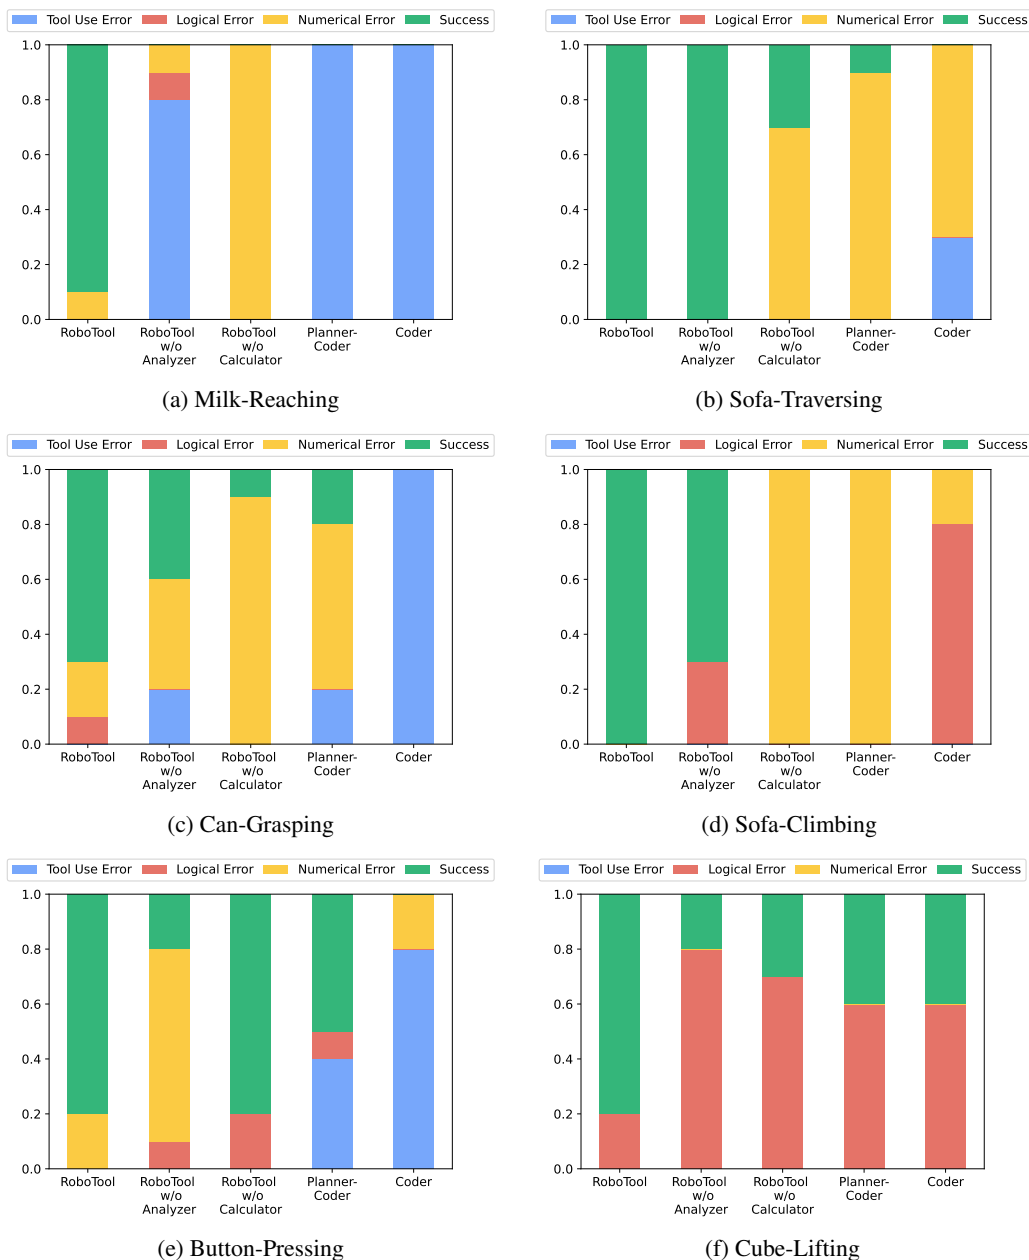 Tool Use Error Logical Error Numerical Error Success
1.0
0.8
0.6
0.4
0.2
0.0
RoboTool
RoboTool
w/o
Analyzer
RoboTool
w/o
Calculator
Planner-
Coder
Coder
(a) Milk-Reaching
Tool Use Error Logical Error Numerical Error Success
1.0
0.8
0.6
0.4
0.2
0.0
RoboTool
RoboTool
w/o
Analyzer
RoboTool
w/o
Calculator
Planner-
Coder
Coder
(b) Sofa-Traversing
Tool Use Error Logical Error Numerical Error Success
1.0
0.8
0.6
0.4
0.2
0.0
RoboTool
RoboTool
w/o
Analyzer
RoboTool
w/o
Calculator
Planner-
Coder
Coder
(c) Can-Grasping
Tool Use Error Logical Error Numerical Error Success
1.0
0.8
0.6
0.4
0.2
0.0
RoboTool
RoboTool
w/o
Analyzer
RoboTool
w/o
Calculator
Planner-
Coder
Coder
(d) Sofa-Climbing
Tool Use Error Logical Error Numerical Error Success
1.0
0.8
0.6
0.4
0.2
0.0
RoboTool
RoboTool
w/o
Analyzer
RoboTool
w/o
Calculator
Planner-
Coder
Coder
(e) Button-Pressing
Tool Use Error Logical Error Numerical Error Success
1.0
0.8
0.6
0.4
0.2
0.0
RoboTool
RoboTool
w/o
Analyzer
RoboTool
w/o
Calculator
Planner-
Coder
Coder
(f) Cube-Lifting